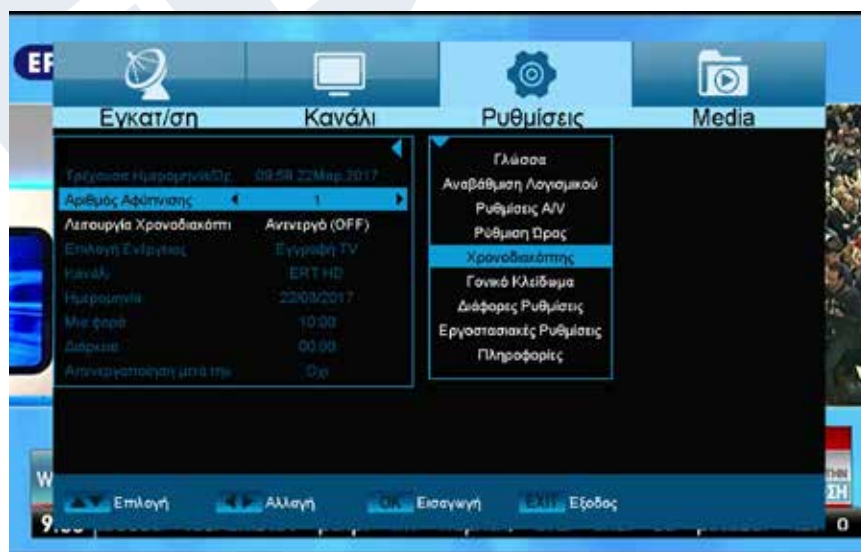 Εγκατ/ση
Κανάλι
Ρυθμίσεις
Media
Τρέχουσα Ημερομηνία/Ώρ 09:58 22Μαρ 2017
Αριθμός Αφύπνισης 1
Λειτουργία Χρονοδιακόπτι Ανενεργό (OFF)
Επιλογή Ενέργειας Εγγραφή TV
Κανάλι ERT HD
Ημερομηνία 22/03/2017
Μια φορά 10:00
Διάρκεια 00:00
Απενεργοποίηση μετά την Όχι
Γλώσσα
Αναβάθμιση Λογισμικού
Ρυθμίσεις A/V
Ρύθμιση Ώρας
Χρονοδιακόπτης
Γονικό Κλείδωμα
Διάφορες Ρυθμίσεις
Εργοστασιακές Ρυθμίσεις
Πληροφορίες
Επιλογή
Αλλαγή
OK Εισαγωγή
EXIT Έξοδος